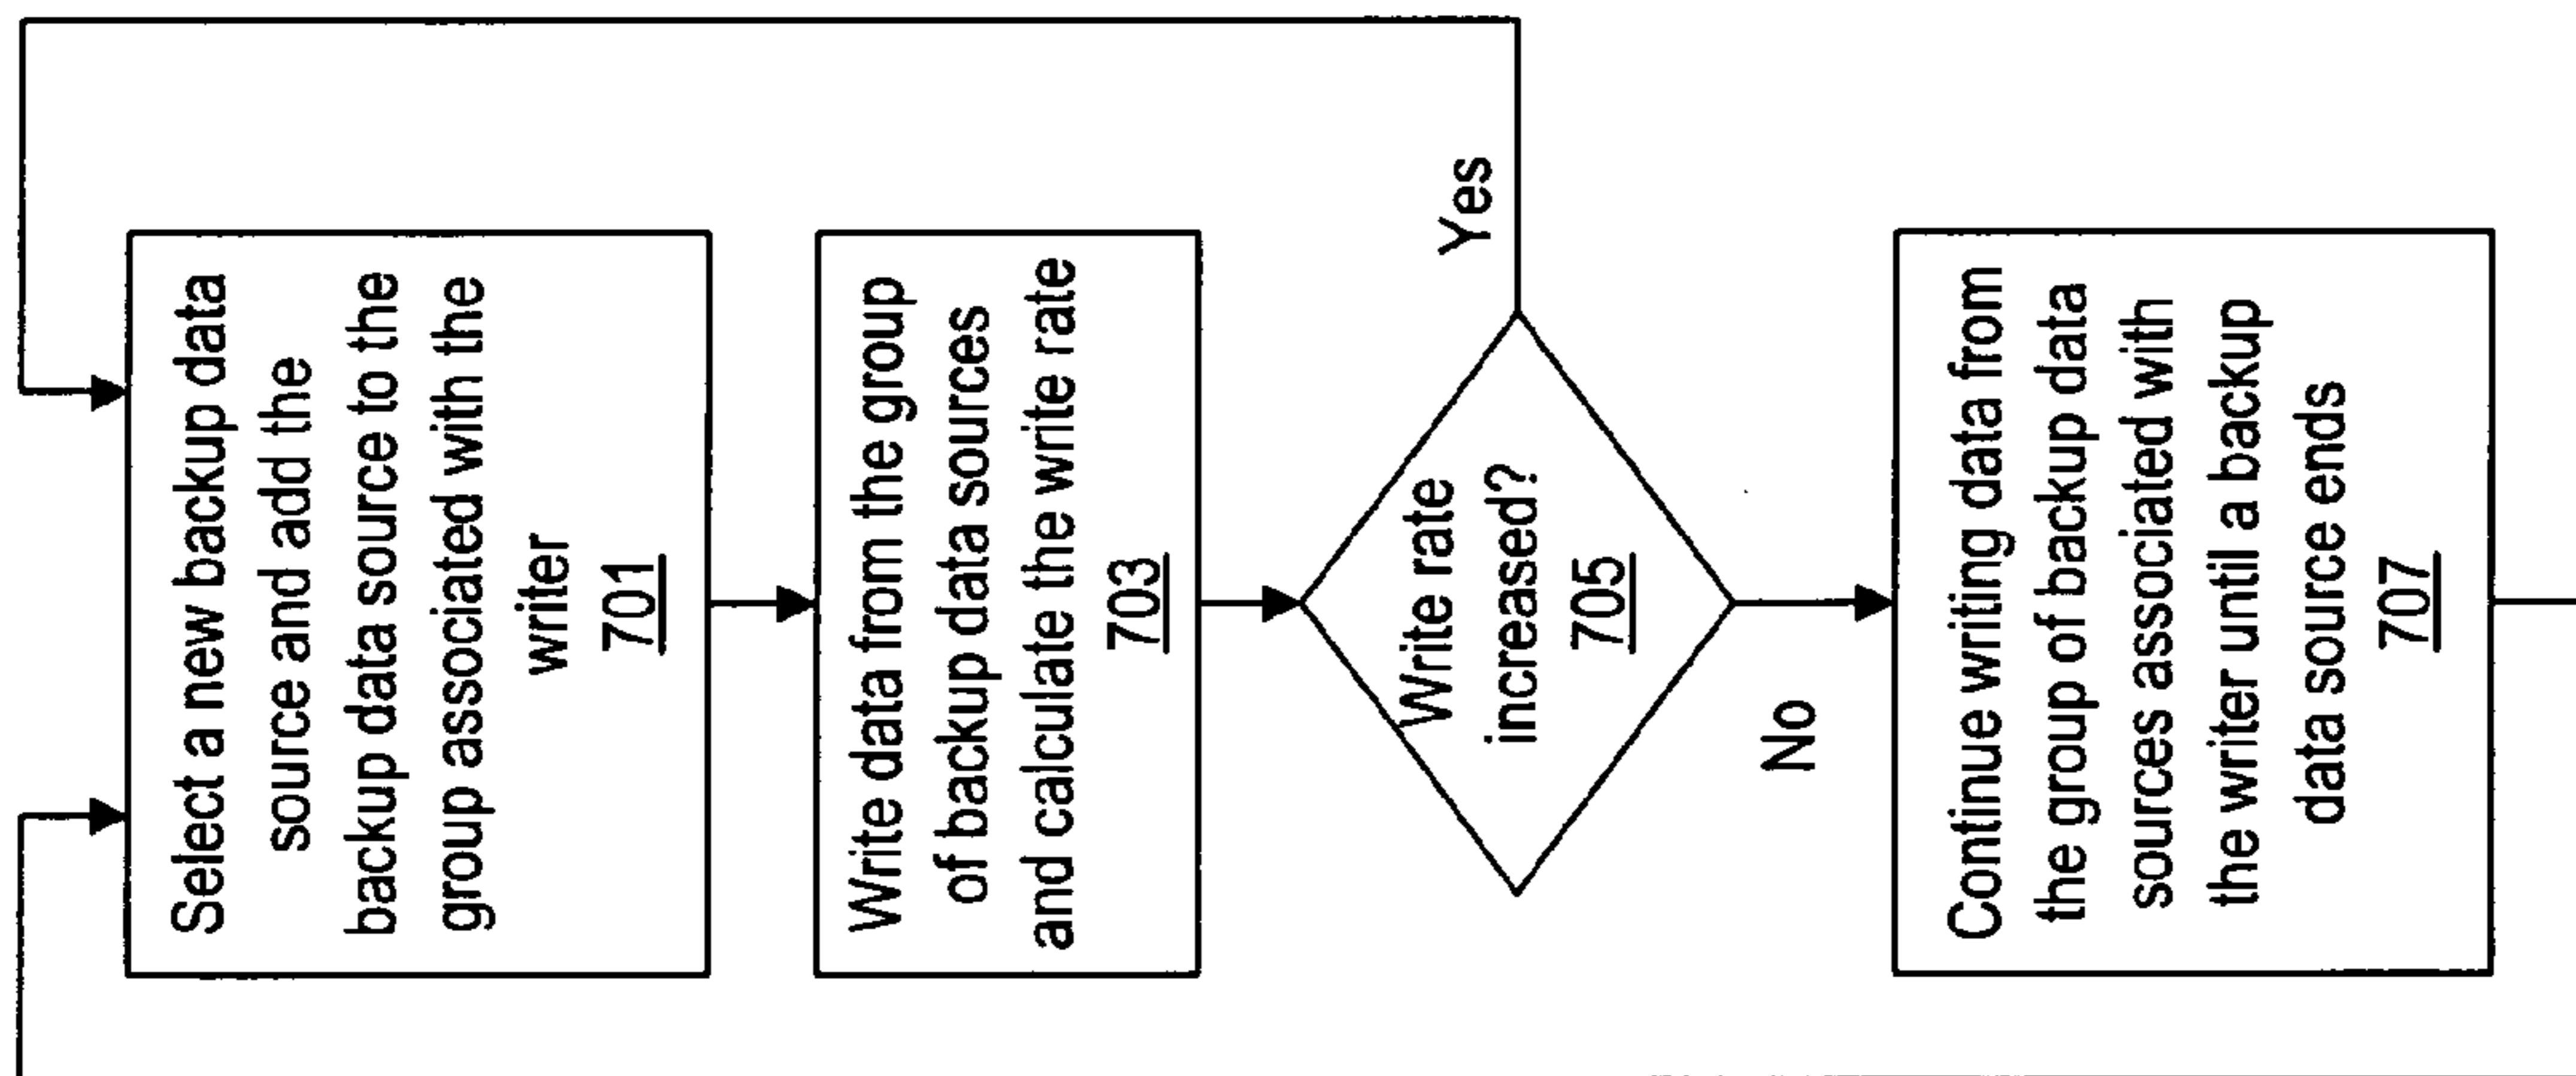 Select a new backup data
source and add the
backup data source to the
group associated with the
writer
701
Write data from the group
of backup data sources
and calculate the write rate
703
Write rate
increased?
705
Yes
No
Continue writing data from
the group of backup data
sources associated with
the writer until a backup
data source ends
707